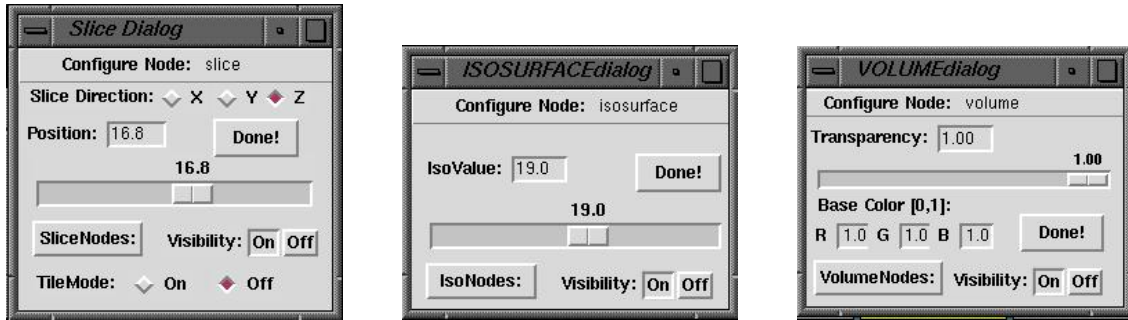 Slice Dialog
Configure Node: slice
Slice Direction: X Y Z
Position: 16.8 Done!
16.8
SliceNodes: Visibility: On Off
TileMode: On Off
ISOSURFACEdialog
Configure Node: isosurface
IsoValue: 19.0 Done!
19.0
IsoNodes: Visibility: On Off
VOLUMEdialog
Configure Node: volume
Transparency: 1.00
1.00
Base Color [0,1]:
R 1.0 G 1.0 B 1.0 Done!
VolumeNodes: Visibility: On Off